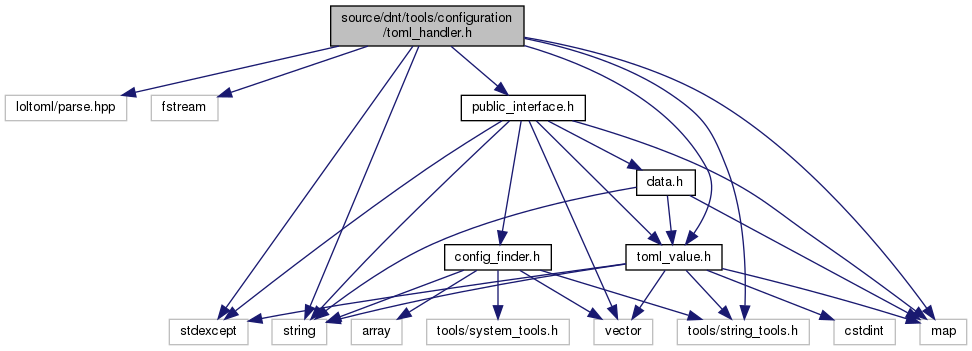 source/dnt/tools/configuration
/toml_handler.h
loltoml/parse.hpp
fstream
public_interface.h
data.h
config_finder.h
toml_value.h
stdexcept
string
array
tools/system_tools.h
vector
tools/string_tools.h
cstdint
map